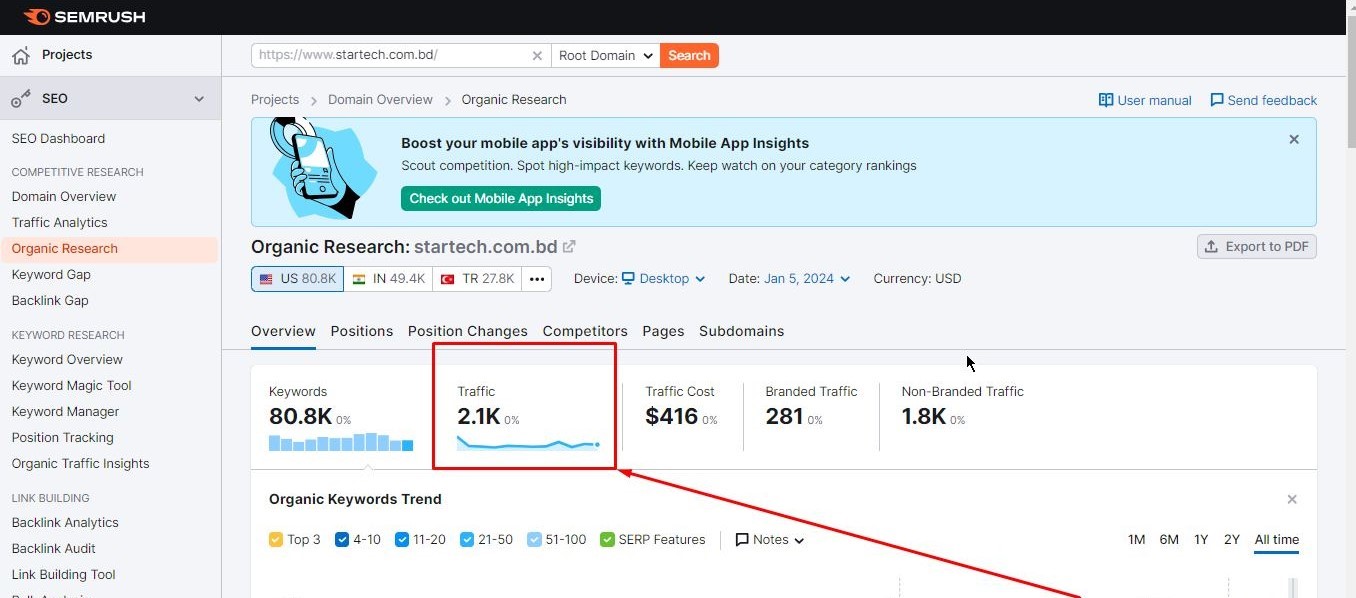 SEMRUSH
Projects
https://www.startech.com.bd/ Root Domain Search
SEO
Projects > Domain Overview > Organic Research
User manual Send feedback
SEO Dashboard
COMPETITIVE RESEARCH
Domain Overview
Traffic Analytics
Organic Research
Keyword Gap
Backlink Gap
KEYWORD RESEARCH
Keyword Overview
Keyword Magic Tool
Keyword Manager
Position Tracking
Organic Traffic Insights
LINK BUILDING
Backlink Analytics
Backlink Audit
Link Building Tool
Boost your mobile app's visibility with Mobile App Insights
Scout competition. Spot high-impact keywords. Keep watch on your category rankings
Check out Mobile App Insights
Organic Research: startech.com.bd
Export to PDF
US 80.8K IN 49.4K TR 27.8K ••• Device: Desktop Date: Jan 5, 2024 Currency: USD
Overview Positions Position Changes Competitors Pages Subdomains
Keywords
80.8K 0%
Traffic
2.1K 0%
Traffic Cost
$416 0%
Branded Traffic
281 0%
Non-Branded Traffic
1.8K 0%
Organic Keywords Trend
Top 3 4-10 11-20 21-50 51-100 SERP Features Notes 1M 6M 1Y 2Y All time